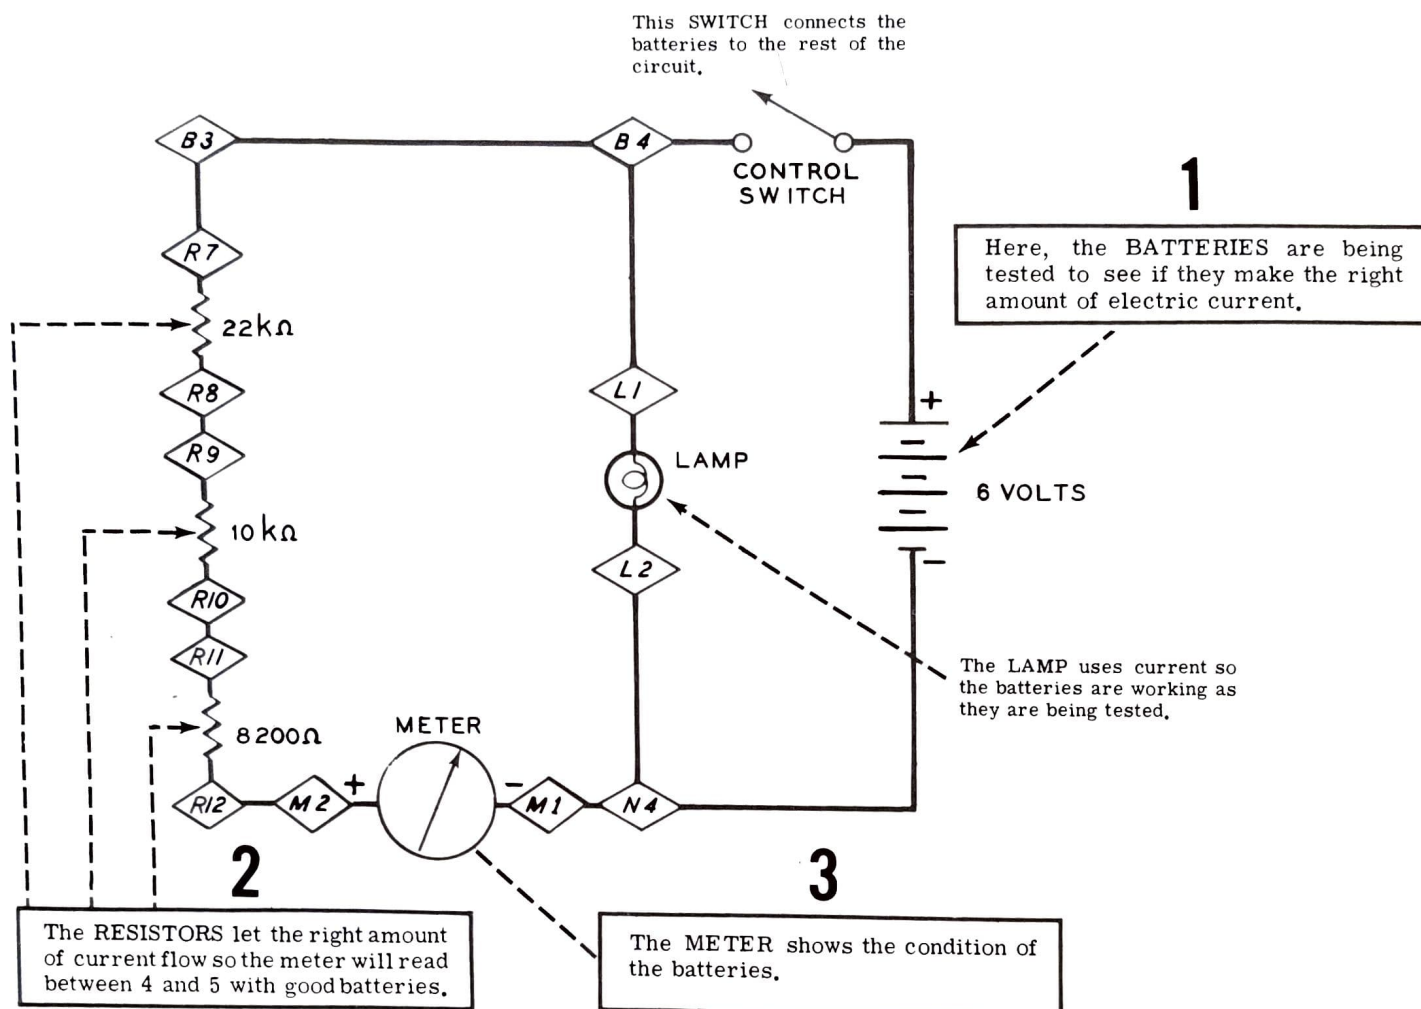 This SWITCH connects the
batteries to the rest of the
circuit.
B3
B4
CONTROL
SWITCH
1
Here, the BATTERIES are being
tested to see if they make the right
amount of electric current.
R7
22kΩ
R8
L1
+
R9
LAMP
6 VOLTS
10kΩ
L2
-
R10
R11
The LAMP uses current so
the batteries are working as
they are being tested.
8200Ω
METER
R12
M2
+
-
M1
N4
2
3
The RESISTORS let the right amount
of current flow so the meter will read
between 4 and 5 with good batteries.
The METER shows the condition of
the batteries.